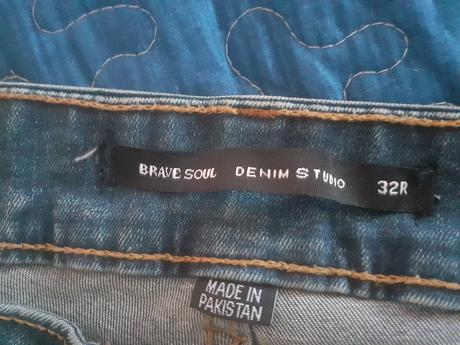 BRAVE SOUL DENIM STUDIO 32R
MADE IN
PAKISTAN